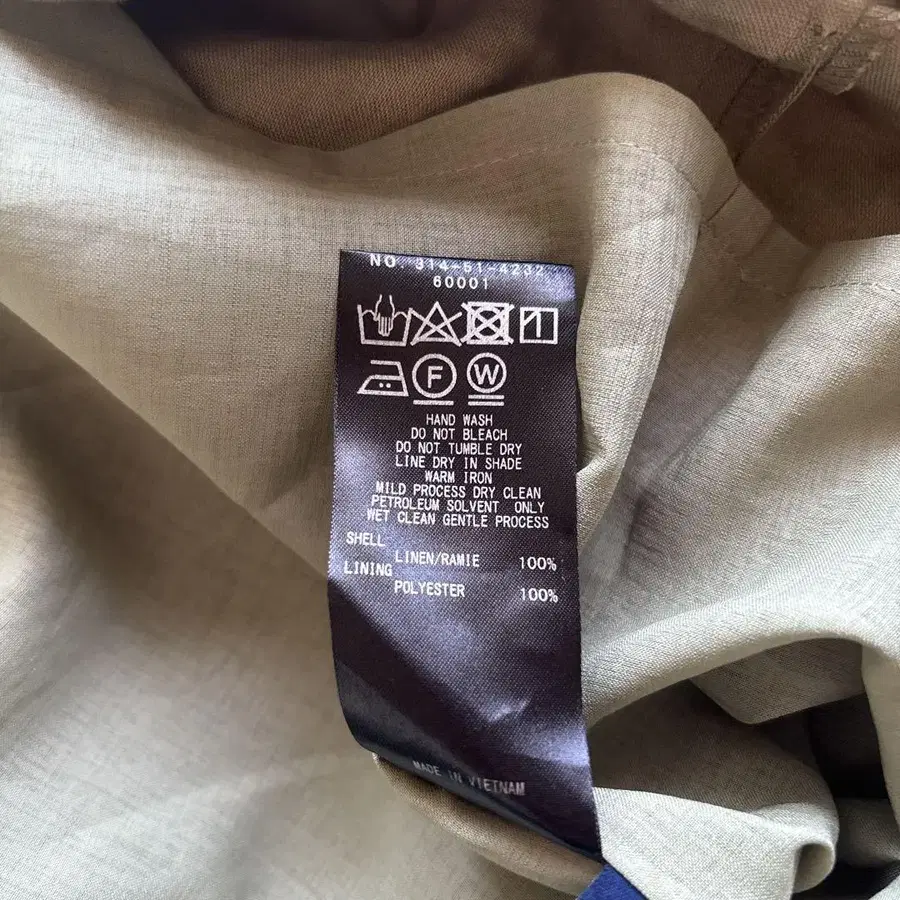 NO. 314-61-4232
60001
F W
HAND WASH
DO NOT BLEACH
DO NOT TUMBLE DRY
LINE DRY IN SHADE
WARM IRON
MILD PROCESS DRY CLEAN
PETROLEUM SOLVENT ONLY
WET CLEAN GENTLE PROCESS
SHELL
LINEN/RAMIE 100%
LINING
POLYESTER 100%
MADE IN VIETNAM